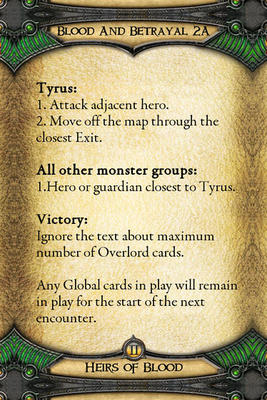 Blood And Betrayal 2A
Tyrus:
1. Attack adjacent hero.
2. Move off the map through the
closest Exit.
All other monster groups:
1.Hero or guardian closest to Tyrus.
Victory:
Ignore the text about maximum
number of Overlord cards.
Any Global cards in play will remain
in play for the start of the next
encounter.
II
Heirs of Blood